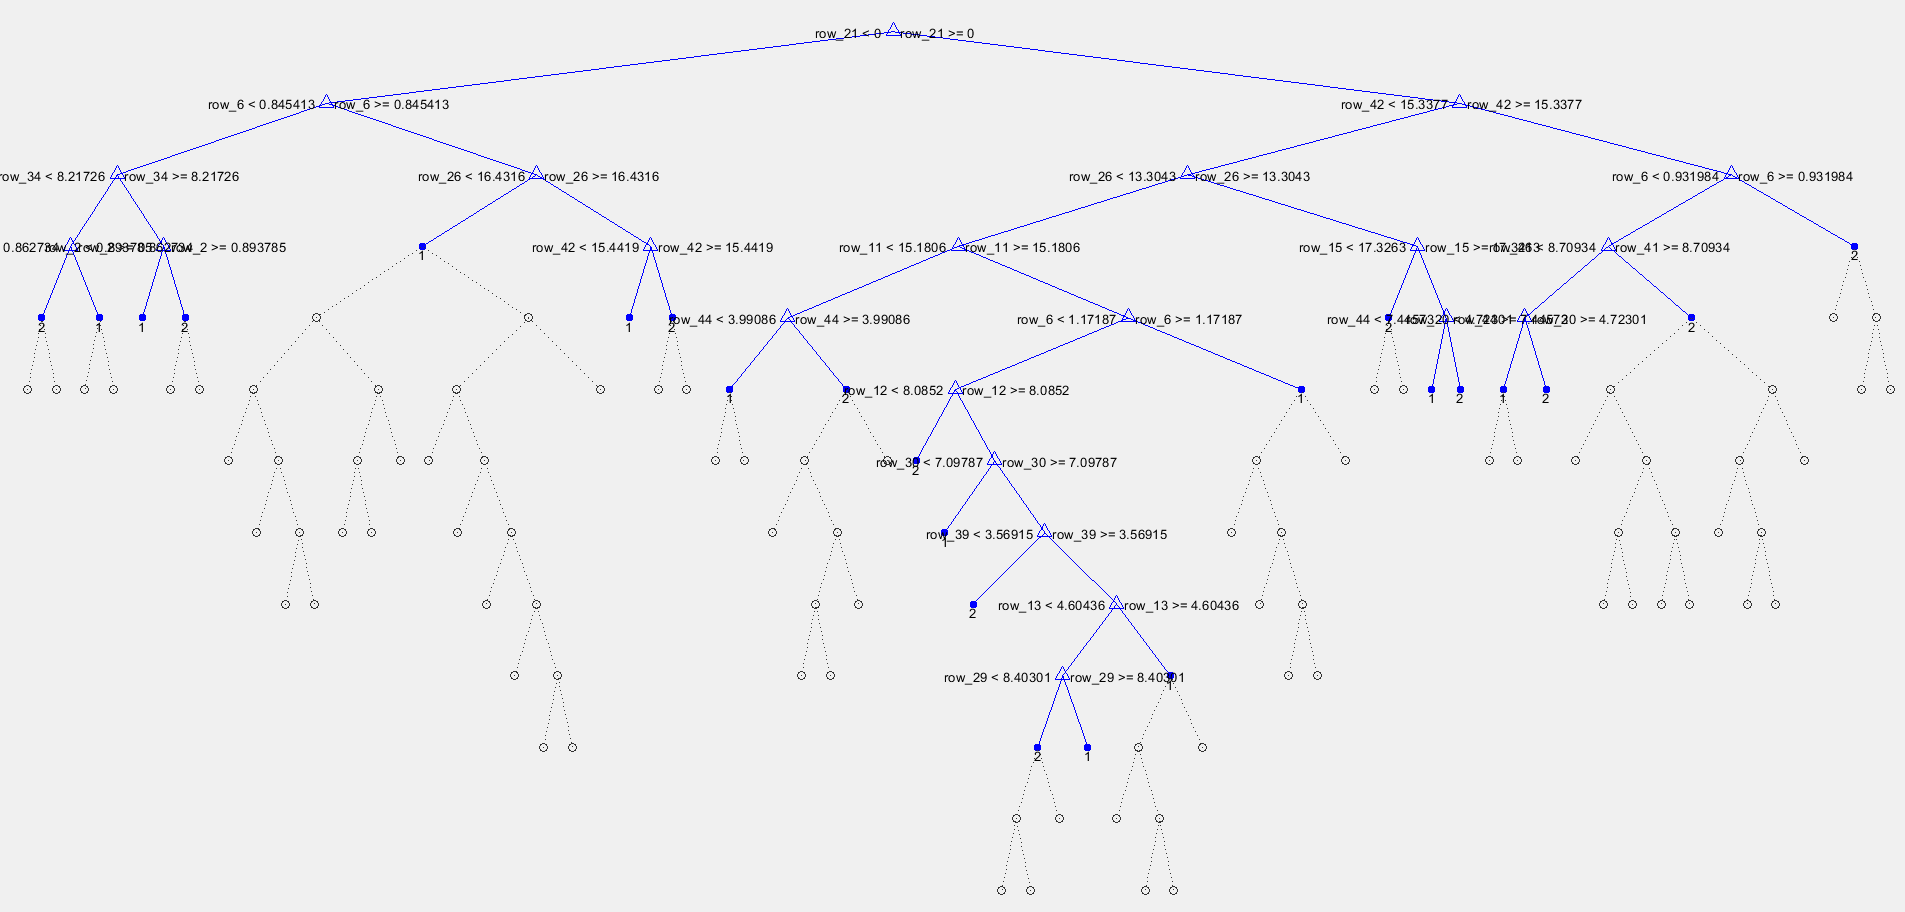 row_21 < 0 row_21 >= 0
row_6 < 0.845413 row_6 >= 0.845413 row_42 < 15.3377 row_42 >= 15.3377
row_34 < 8.21726 row_34 >= 8.21726 row_26 < 16.4316 row_26 >= 16.4316 row_26 < 13.3043 row_26 >= 13.3043 row_6 < 0.931984 row_6 >= 0.931984
0.862734 row_2 >= 0.893785 1 row_42 < 15.4419 row_42 >= 15.4419 row_11 < 15.1806 row_11 >= 15.1806 row_15 < 17.3263 row_15 >= 17.3263 < 8.70934 row_41 >= 8.70934 2
2 1 1 2 1 2 row_44 < 3.99086 row_44 >= 3.99086 row_6 < 1.17187 row_6 >= 1.17187 row_44 < 2 >= 4.72301 2
1 2 row_12 < 8.0852 row_12 >= 8.0852 1 1 2 1 2
2 row_30 < 7.09787 row_30 >= 7.09787
1 row_39 < 3.56915 row_39 >= 3.56915
2 row_13 < 4.60436 row_13 >= 4.60436
row_29 < 8.40301 row_29 >= 8.40301 1
2 1